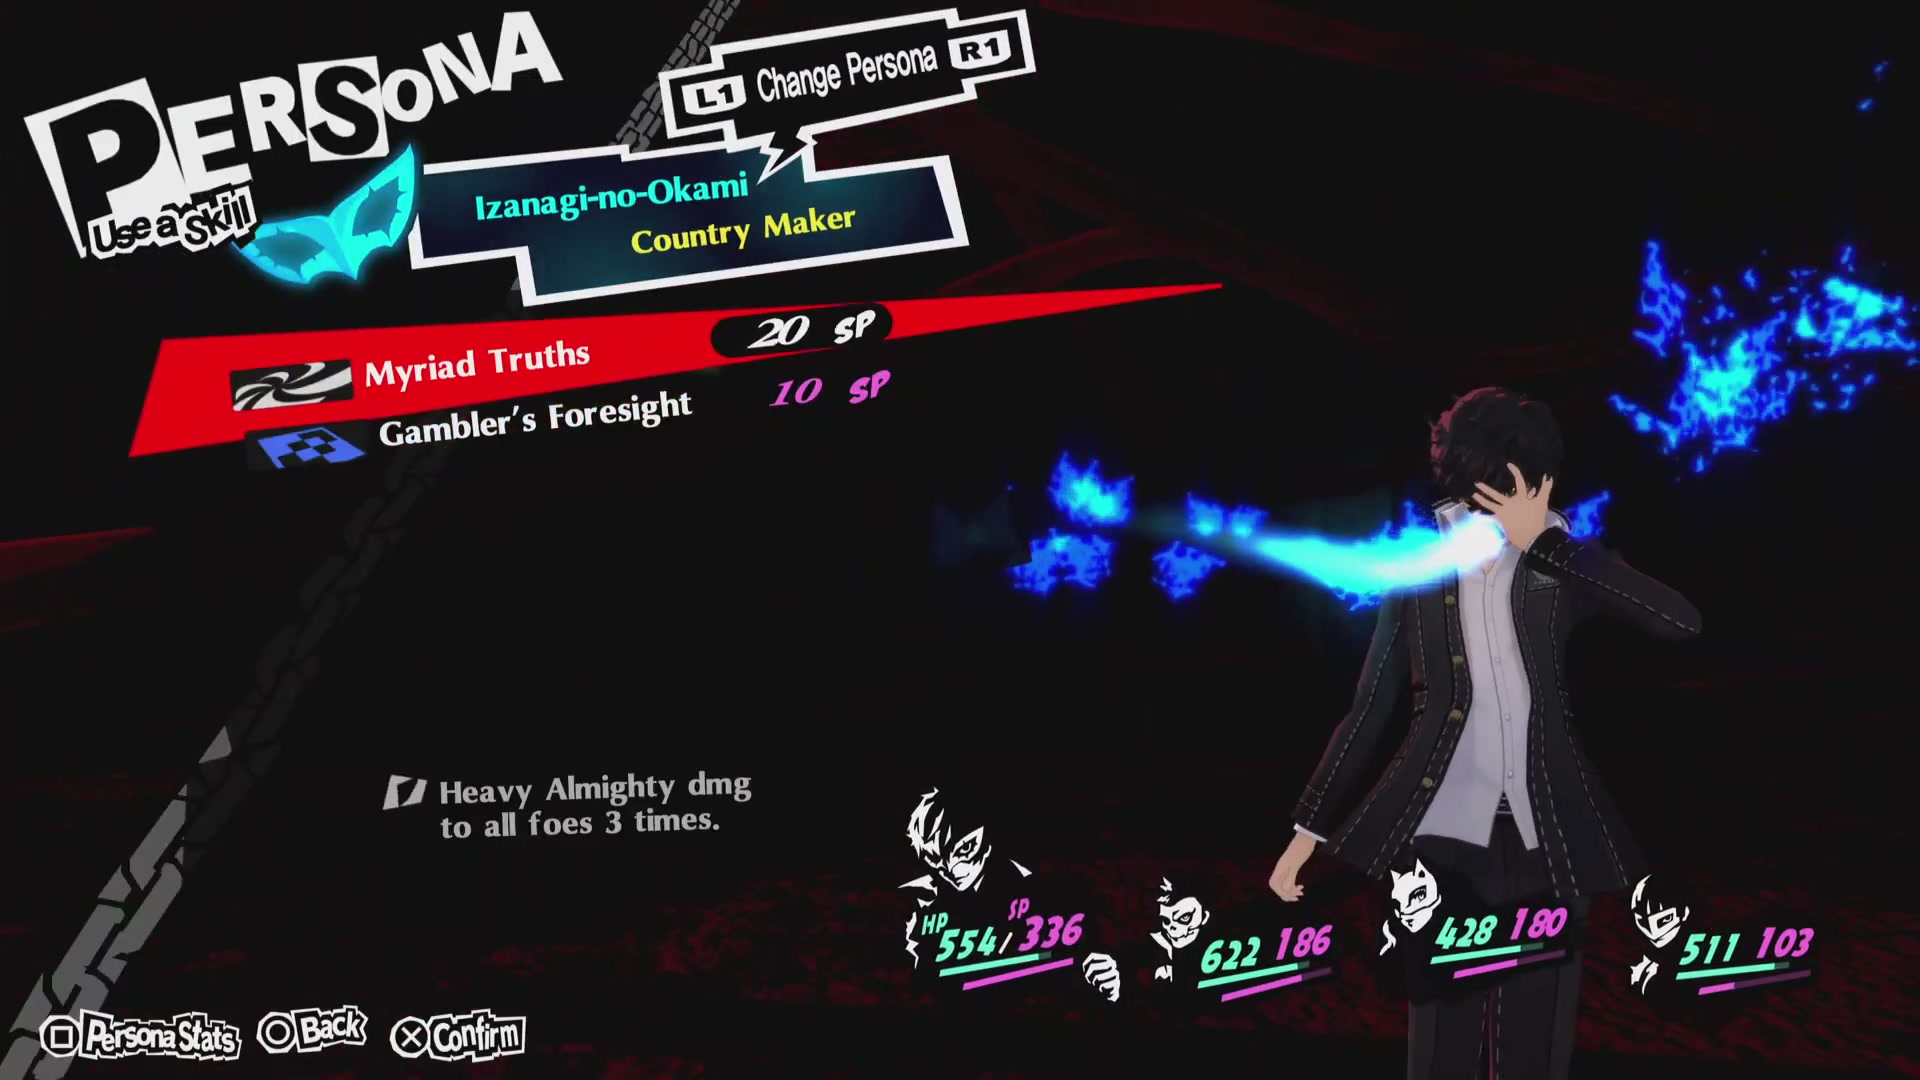 PERSONA
Use a Skill
L1 Change Persona R1
Izanagi-no-Okami
Country Maker
Myriad Truths 20 SP
Gambler's Foresight 10 SP
Heavy Almighty dmg
to all foes 3 times.
HP 554/ SP 336
622 186
428 180
511 103
Persona Stats Back Confirm